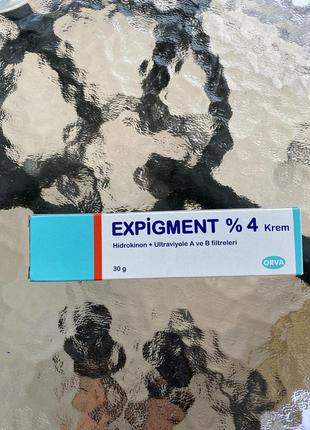 EXPİGMENT % 4 Krem
Hidrokinon + Ultraviyole A ve B filtreleri
30 g
ORVA